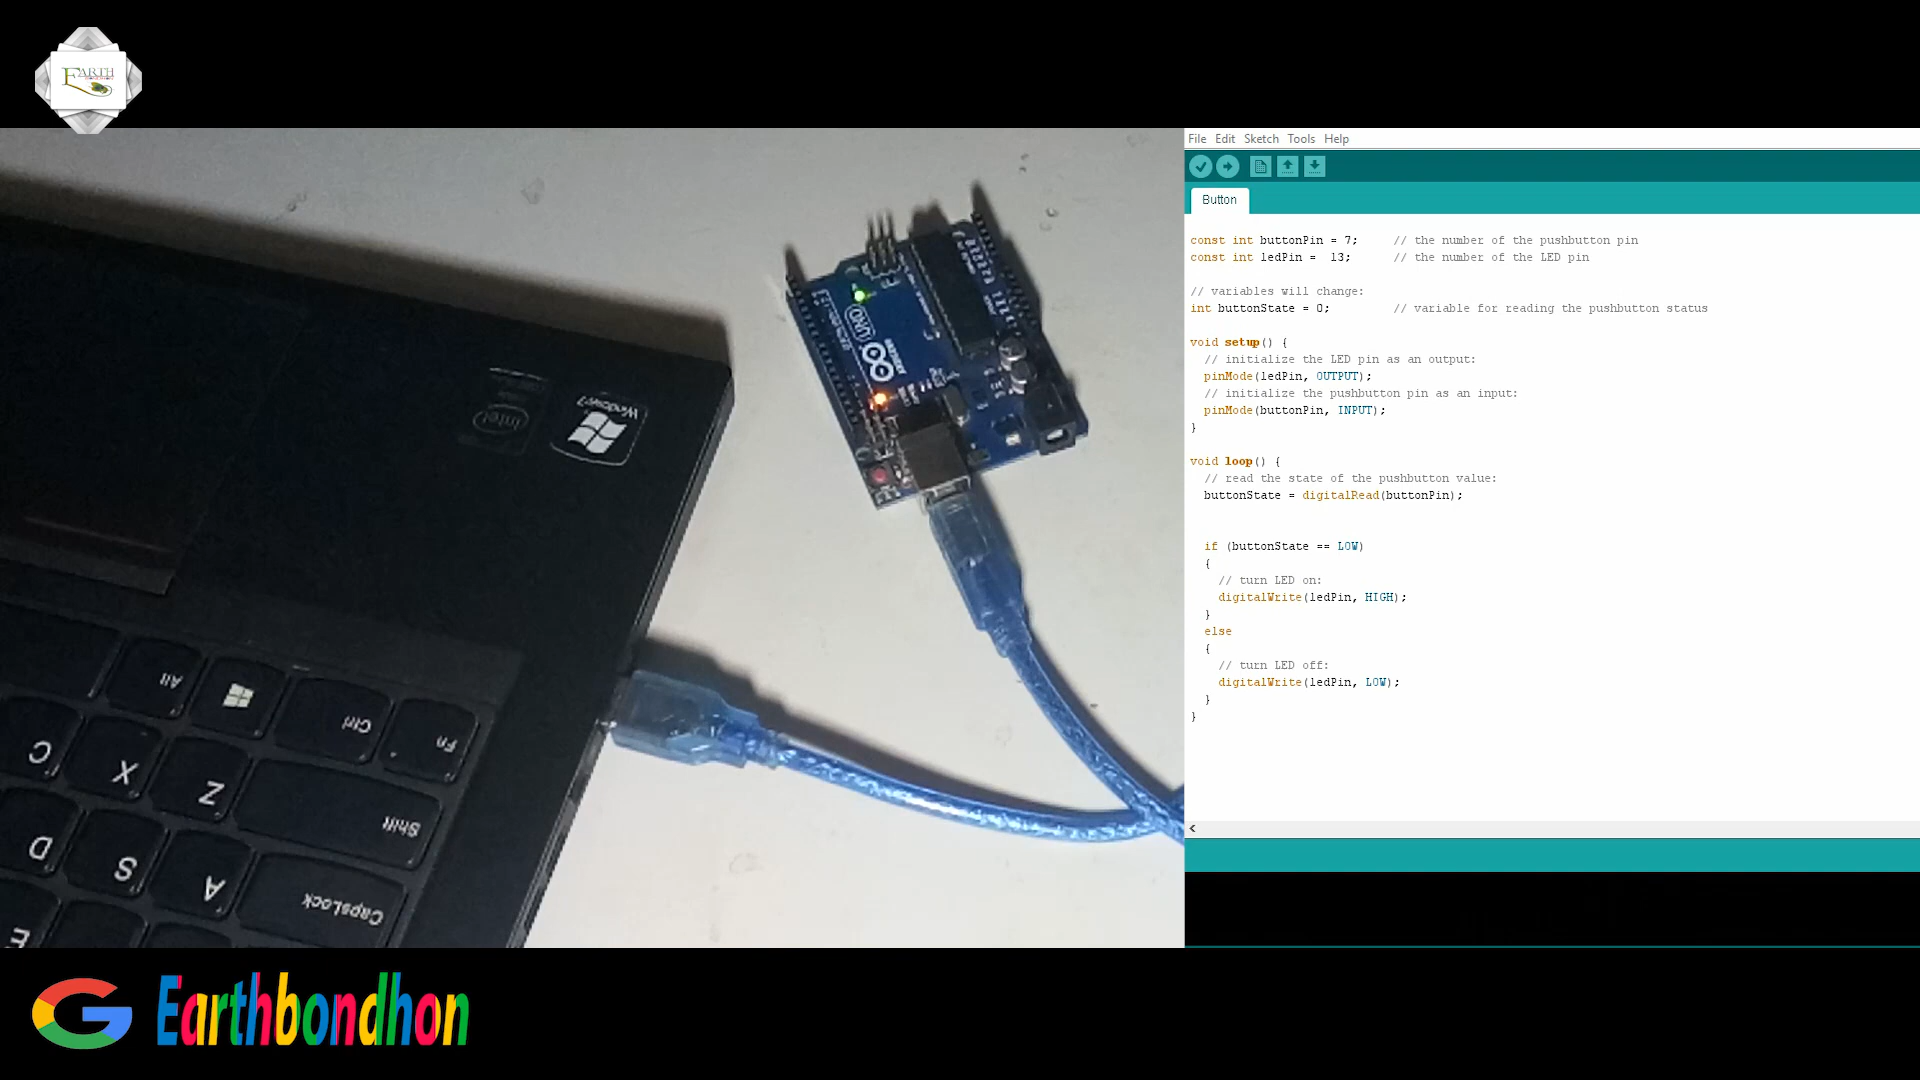 EARTH
File Edit Sketch Tools Help
Button
const int buttonPin = 7;     // the number of the pushbutton pin
const int ledPin =  13;      // the number of the LED pin
// variables will change:
int buttonState = 0;         // variable for reading the pushbutton status
void setup() {
  // initialize the LED pin as an output:
  pinMode(ledPin, OUTPUT);
  // initialize the pushbutton pin as an input:
  pinMode(buttonPin, INPUT);
}
void loop() {
  // read the state of the pushbutton value:
  buttonState = digitalRead(buttonPin);
  if (buttonState == LOW)
  {
    // turn LED on:
    digitalWrite(ledPin, HIGH);
  }
  else
  {
    // turn LED off:
    digitalWrite(ledPin, LOW);
  }
}
UNO
ARDUINO
Windows 7
intel
Alt
Ctrl
Fn
C
X
Z
Shift
D
S
A
CapsLock
E
G Earthbondhon